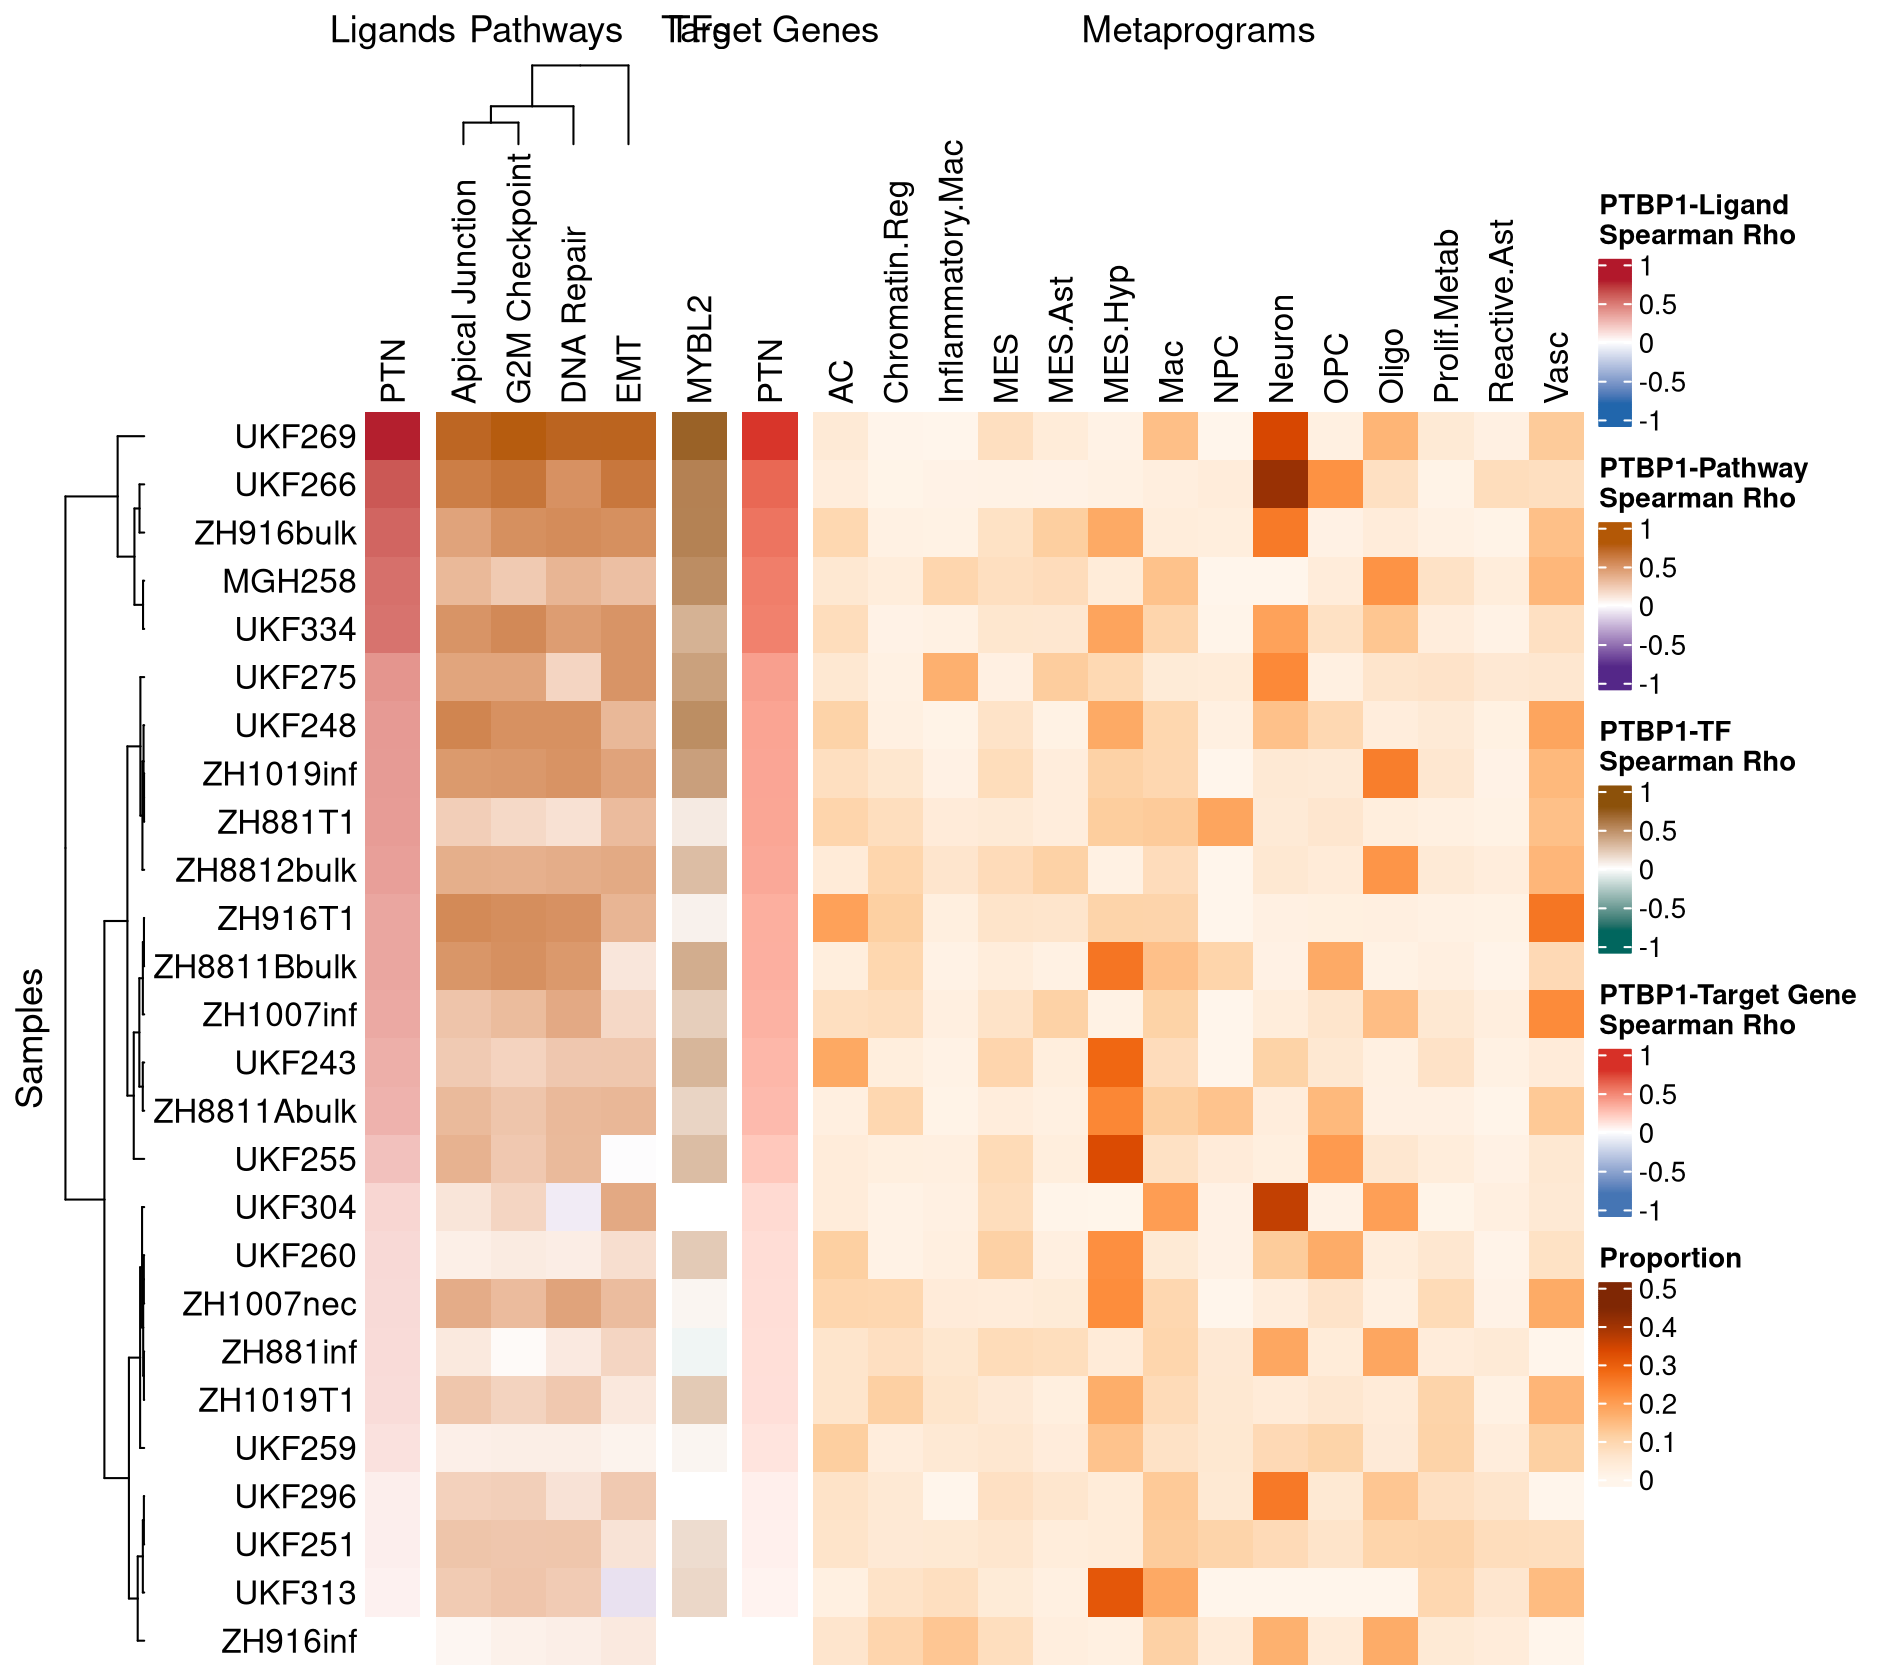 Ligands Pathways TFs Target Genes Metaprograms
PTN
Apical Junction
G2M Checkpoint
DNA Repair
EMT
MYBL2
PTN
AC
Chromatin.Reg
Inflammatory.Mac
MES
MES.Ast
MES.Hyp
Mac
NPC
Neuron
OPC
Oligo
Prolif.Metab
Reactive.Ast
Vasc
Samples
UKF269
UKF266
ZH916bulk
MGH258
UKF334
UKF275
UKF248
ZH1019inf
ZH881T1
ZH8812bulk
ZH916T1
ZH8811Bbulk
ZH1007inf
UKF243
ZH8811Abulk
UKF255
UKF304
UKF260
ZH1007nec
ZH881inf
ZH1019T1
UKF259
UKF296
UKF251
UKF313
ZH916inf
PTBP1-Ligand
Spearman Rho
1
0.5
0
-0.5
-1
PTBP1-Pathway
Spearman Rho
1
0.5
0
-0.5
-1
PTBP1-TF
Spearman Rho
1
0.5
0
-0.5
-1
PTBP1-Target Gene
Spearman Rho
1
0.5
0
-0.5
-1
Proportion
0.5
0.4
0.3
0.2
0.1
0